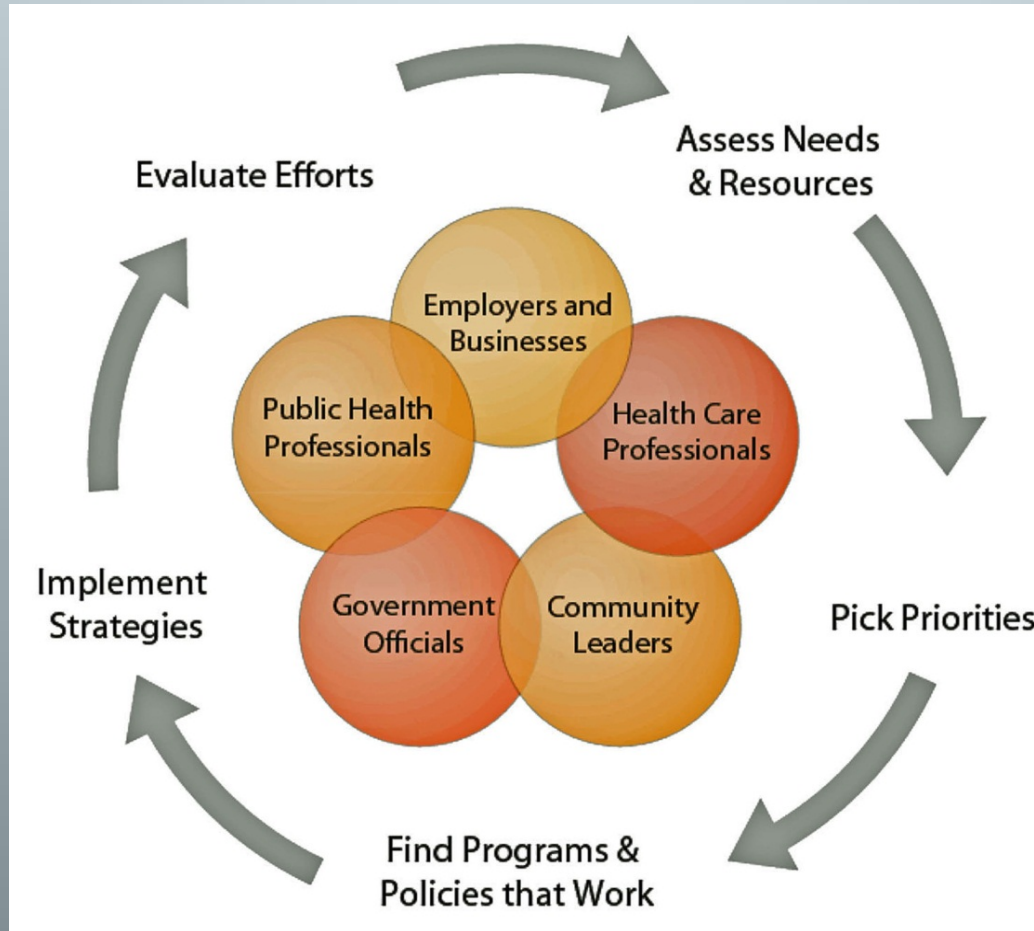 Assess Needs
& Resources
Pick Priorities
Find Programs &
Policies that Work
Implement
Strategies
Evaluate Efforts
Employers and
Businesses
Health Care
Professionals
Community
Leaders
Government
Officials
Public Health
Professionals